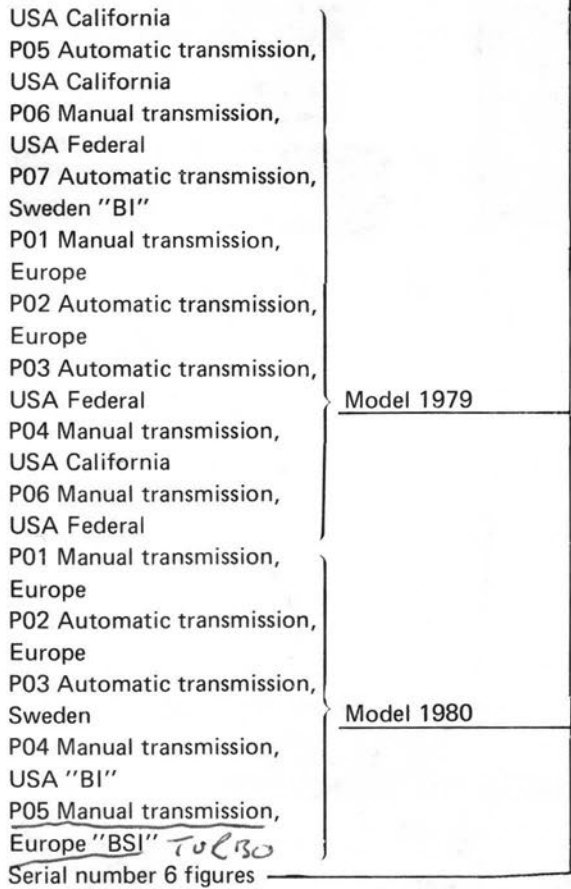 USA California
P05 Automatic transmission,
USA California
P06 Manual transmission,
USA Federal
P07 Automatic transmission,
Sweden "BI"
P01 Manual transmission,
Europe
P02 Automatic transmission,
Europe
P03 Automatic transmission,
USA Federal Model 1979
P04 Manual transmission,
USA California
P06 Manual transmission,
USA Federal
P01 Manual transmission,
Europe
P02 Automatic transmission,
Europe
P03 Automatic transmission,
Sweden Model 1980
P04 Manual transmission,
USA "BI"
P05 Manual transmission,
Europe "BSI" TURBO
Serial number 6 figures